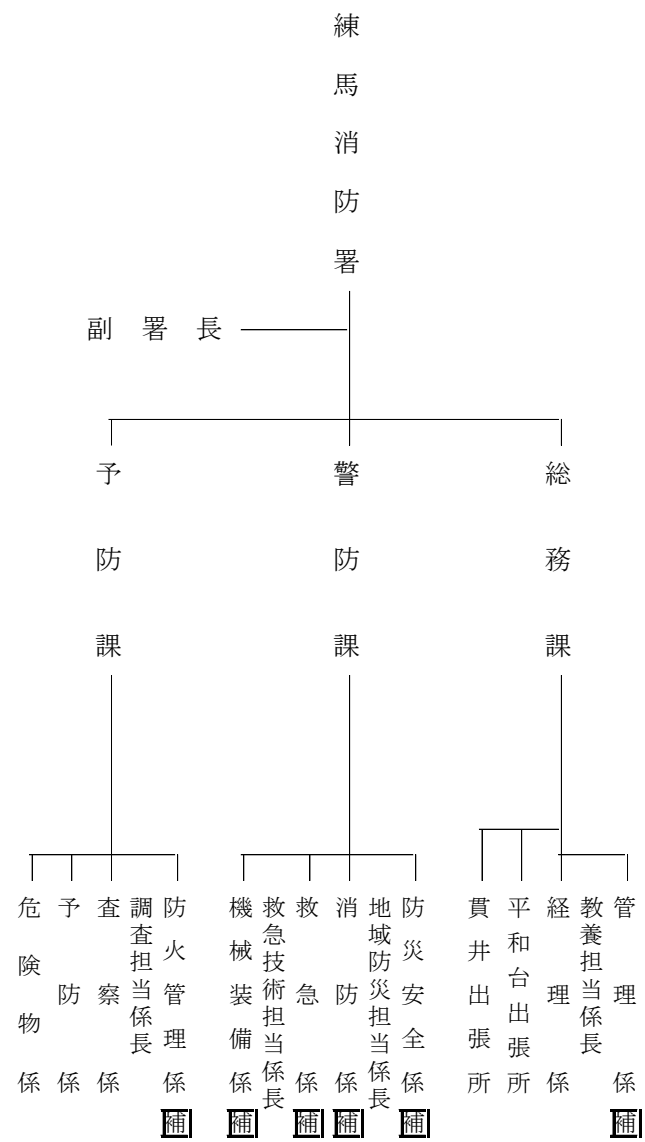 練馬消防署
副署長
総務課
警防課
予防課
管理係補
教養担当係長
経理係
平和台出張所
貫井出張所
防災安全係補
地域防災担当係長
消防係補
救急係補
救急技術担当係長
機械装備係補
防火管理係補
調査担当係長
査察係
予防係
危険物係